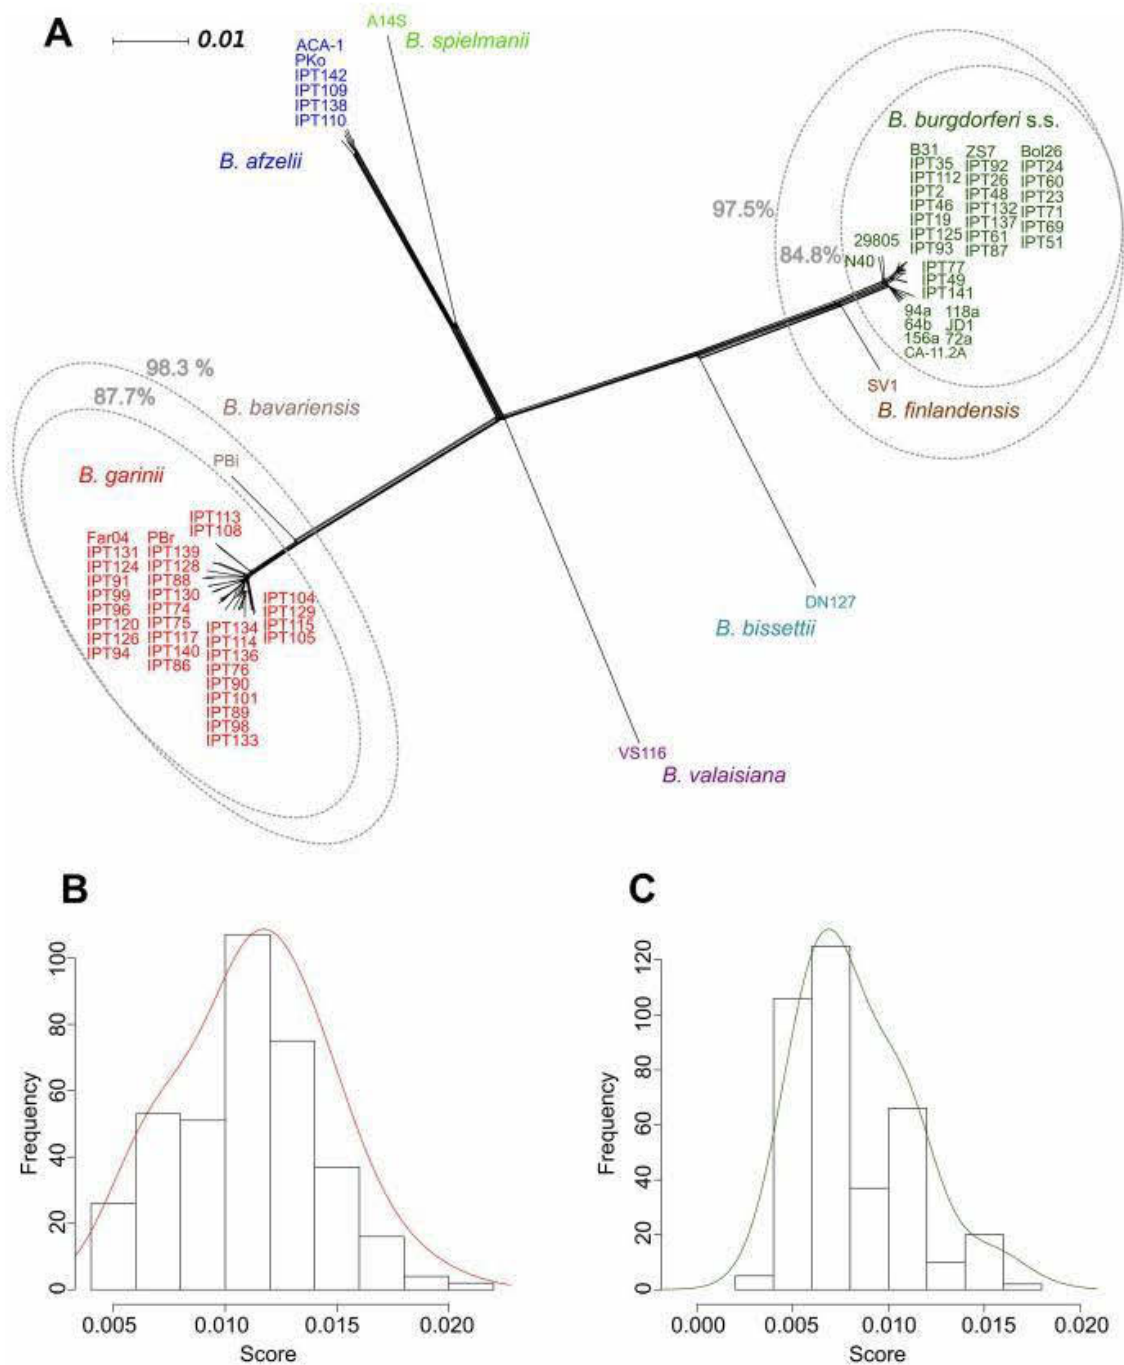 A
0.01
A14S
B. spielmanii
ACA-1
PKo
IPT142
IPT109
IPT138
IPT110
B. afzelii
B. burgdorferi s.s.
B31 ZS7 Bol26
IPT35 IPT92 IPT24
IPT112 IPT26 IPT60
IPT2 IPT48 IPT23
IPT46 IPT132 IPT71
IPT19 IPT137 IPT69
IPT125 IPT61 IPT51
IPT93 IPT87
97.5%
84.8%
29805
N40
IPT77
IPT49
IPT141
94a 118a
64b JD1
156a 72a
CA-11.2A
SV1
B. finlandensis
98.3 %
87.7%
B. bavariensis
PBi
B. garinii
IPT113
IPT108
Far04 PBr
IPT131 IPT139
IPT124 IPT128
IPT91 IPT88
IPT99 IPT130
IPT96 IPT74
IPT120 IPT75
IPT126 IPT117
IPT94 IPT140
IPT86
IPT104
IPT129
IPT115
IPT105
IPT134
IPT114
IPT136
IPT76
IPT90
IPT101
IPT89
IPT98
IPT133
DN127
B. bissettii
VS116
B. valaisiana
B
Frequency
100
80
60
40
20
0
0.005 0.010 0.015 0.020
Score
C
Frequency
120
100
80
60
40
20
0
0.000 0.005 0.010 0.015 0.020
Score